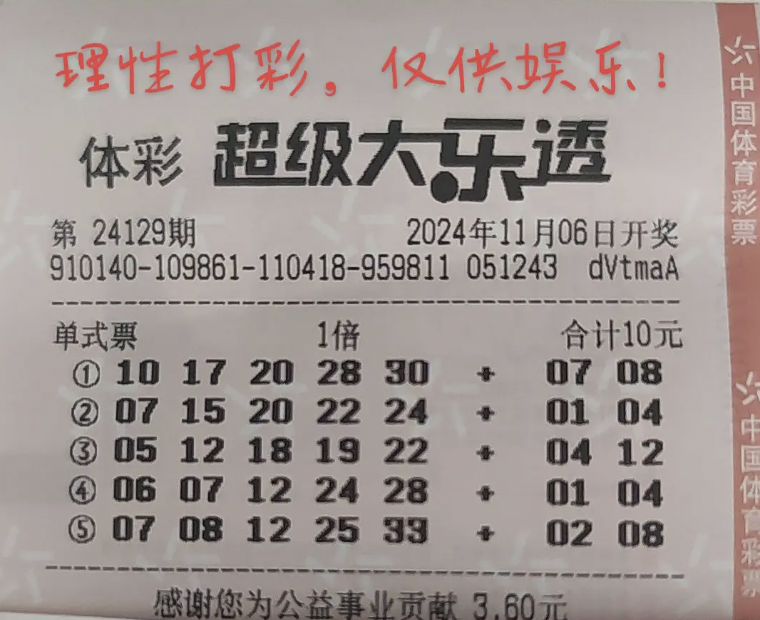 理性打彩，仅供娱乐！
体彩 超级大乐透
第 24129期 2024年11月06日开奖
910140-109861-110418-959811 051243 dVtmaA
单式票 1倍 合计10元
① 10 17 20 28 30 + 07 08
② 07 15 20 22 24 + 01 04
③ 05 12 18 19 22 + 04 12
④ 06 07 12 24 28 + 01 04
⑤ 07 08 12 25 33 + 02 08
感谢您为公益事业贡献 3.60元
中国体育彩票
中国体育彩票